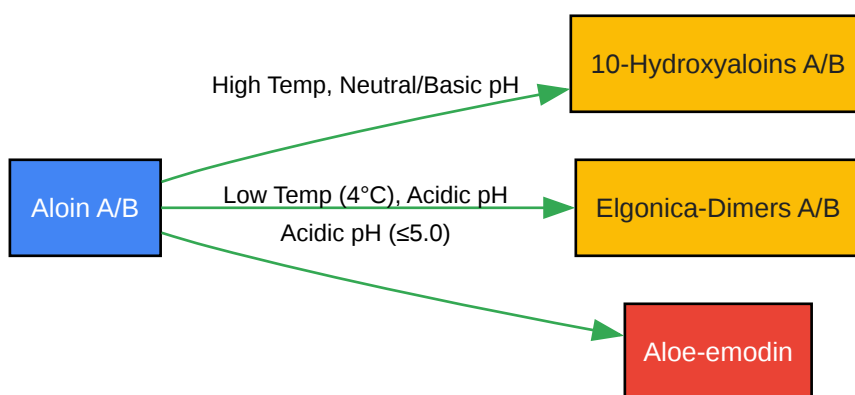 10-Hydroxyaloins A/B
High Temp, Neutral/Basic pH
Aloin A/B
Low Temp (4°C), Acidic pH
Elgonica-Dimers A/B
Acidic pH (≤5.0)
Aloe-emodin